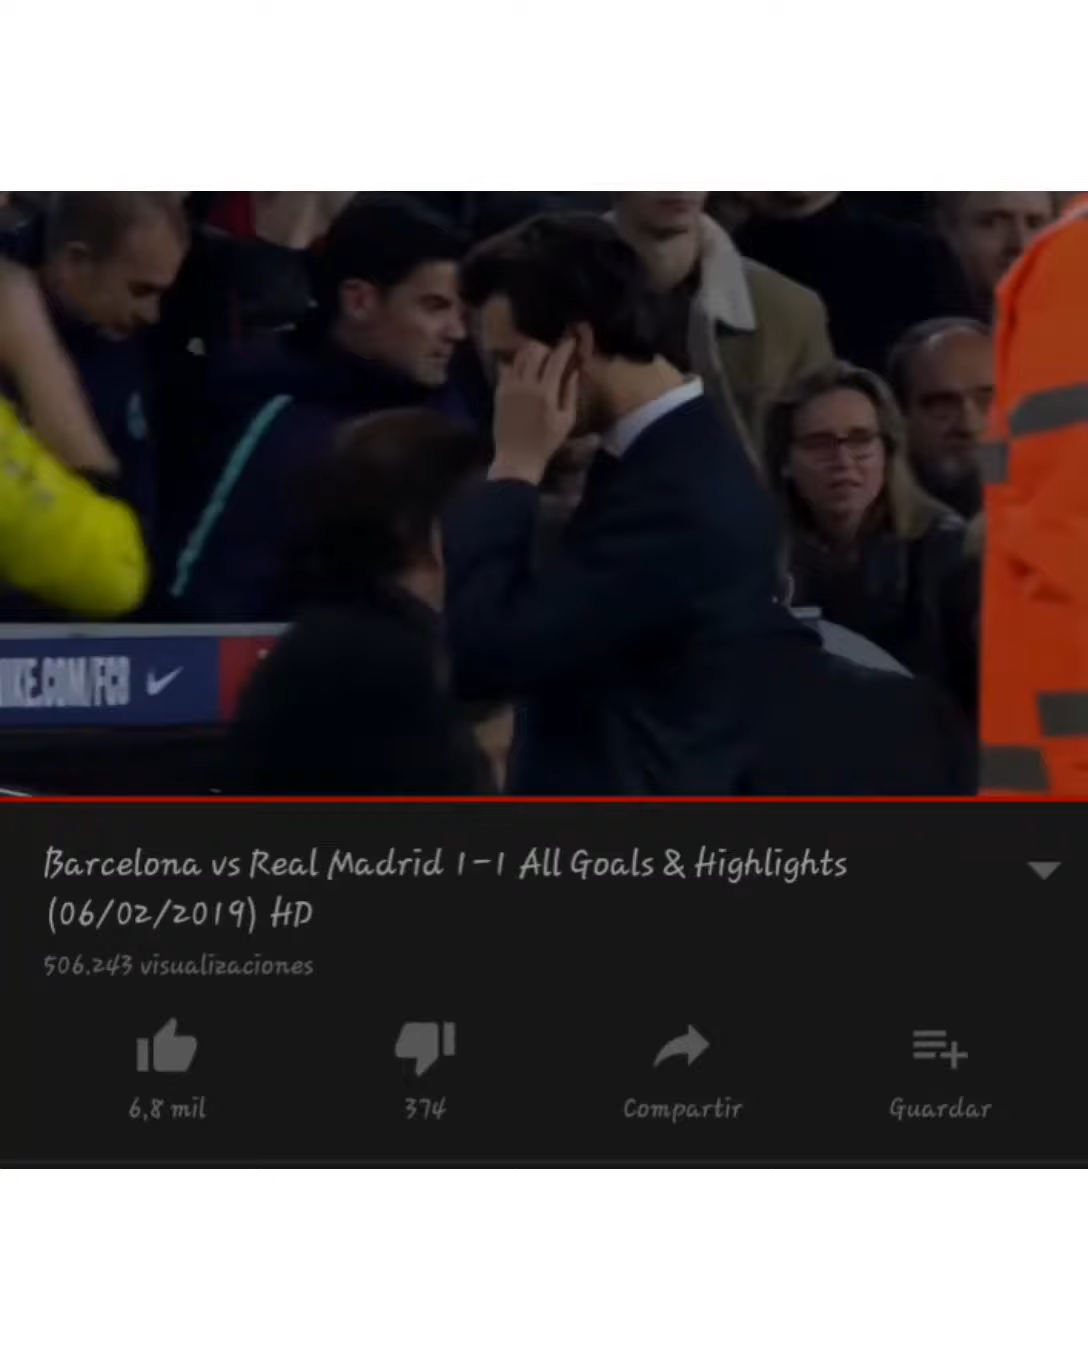 IKE.COM/FCB
Barcelona vs Real Madrid 1-1 All Goals & Highlights
(06/02/2019) HD
506.243 visualizaciones
6,8 mil
374
Compartir
Guardar